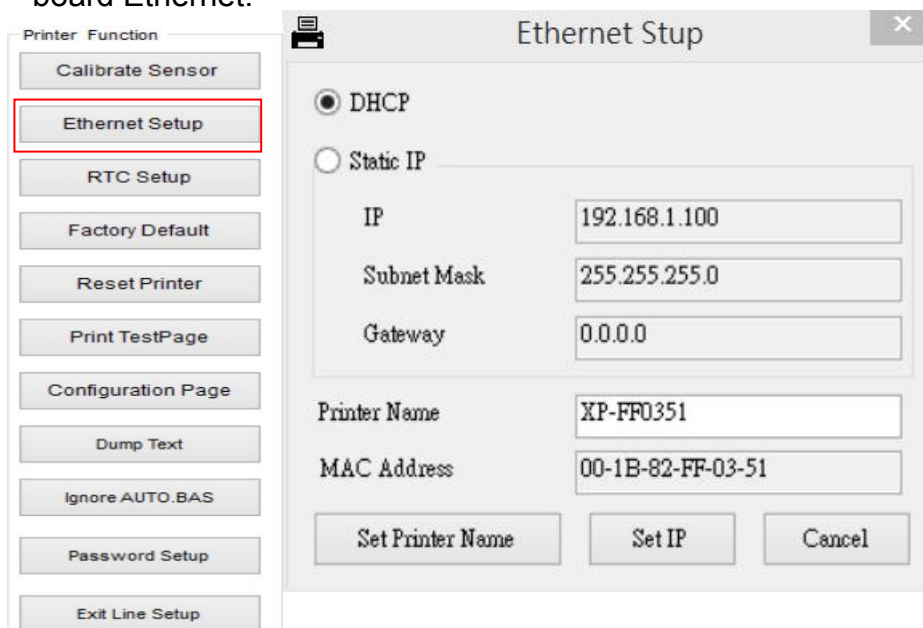 board Ethernet.
Printer Function
Calibrate Sensor
Ethernet Setup
RTC Setup
Factory Default
Reset Printer
Print TestPage
Configuration Page
Dump Text
Ignore AUTO.BAS
Password Setup
Exit Line Setup
Ethernet Stup
DHCP
Static IP
IP 192.168.1.100
Subnet Mask 255.255.255.0
Gateway 0.0.0.0
Printer Name XP-FF0351
MAC Address 00-1B-82-FF-03-51
Set Printer Name Set IP Cancel